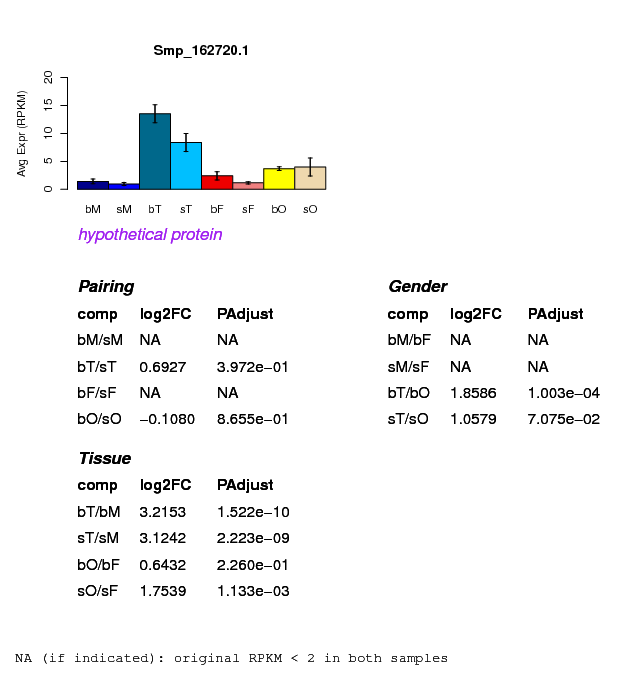 Smp_162720.1
Avg Expr (RPKM)
20
15
10
5
0
bM sM bT sT bF sF bO sO
hypothetical protein
Pairing
comp log2FC PAdjust
bM/sM NA NA
bT/sT 0.6927 3.972e−01
bF/sF NA NA
bO/sO −0.1080 8.655e−01
Gender
comp log2FC PAdjust
bM/bF NA NA
sM/sF NA NA
bT/bO 1.8586 1.003e−04
sT/sO 1.0579 7.075e−02
Tissue
comp log2FC PAdjust
bT/bM 3.2153 1.522e−10
sT/sM 3.1242 2.223e−09
bO/bF 0.6432 2.260e−01
sO/sF 1.7539 1.133e−03
NA (if indicated): original RPKM < 2 in both samples